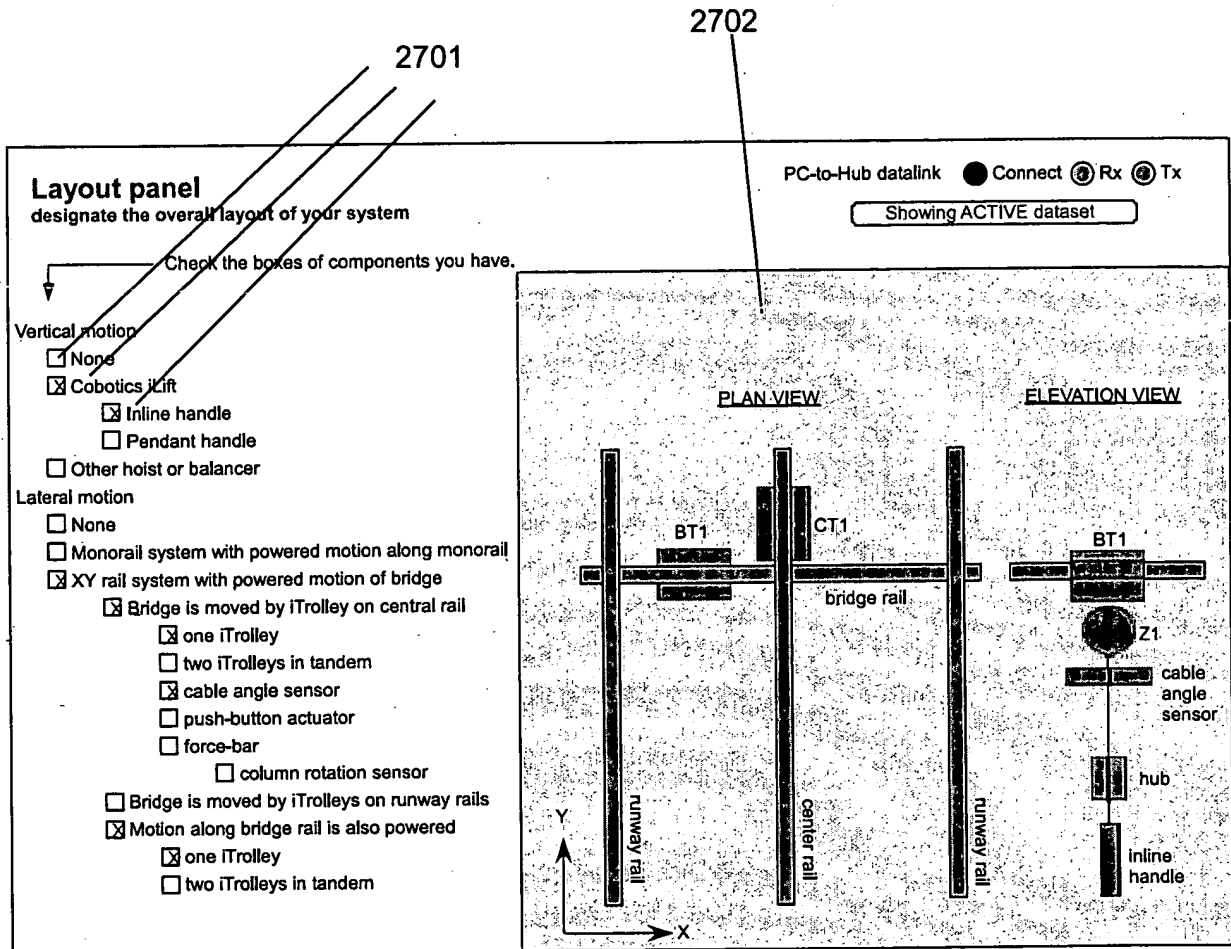 2702
2701
Layout panel
designate the overall layout of your system
PC-to-Hub datalink Connect Rx Tx
Showing ACTIVE dataset
Check the boxes of components you have.
Vertical motion
None
Cobotics iLift
Inline handle
Pendant handle
Other hoist or balancer
Lateral motion
None
Monorail system with powered motion along monorail
XY rail system with powered motion of bridge
Bridge is moved by iTrolley on central rail
one iTrolley
two iTrolleys in tandem
cable angle sensor
push-button actuator
force-bar
column rotation sensor
Bridge is moved by iTrolleys on runway rails
Motion along bridge rail is also powered
one iTrolley
two iTrolleys in tandem
PLAN VIEW
ELEVATION VIEW
BT1
CT1
BT1
bridge rail
Z1
cable
angle
sensor
hub
inline
handle
runway rail
center rail
runway rail
Y
X